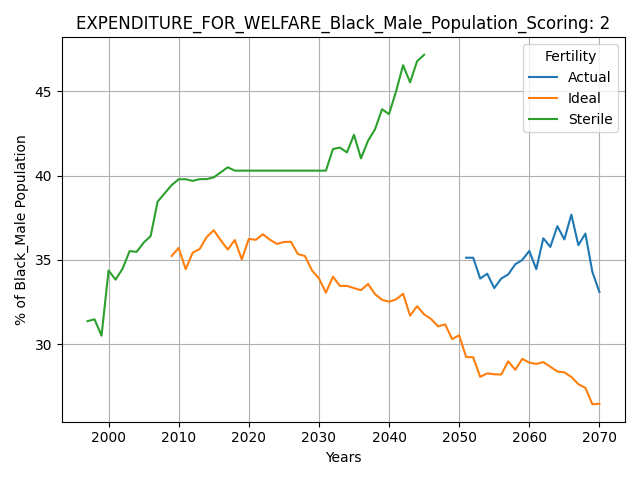 EXPENDITURE_FOR_WELFARE_Black_Male_Population_Scoring: 2
Fertility
Actual
Ideal
Sterile
% of Black_Male Population
45
40
35
30
2000 2010 2020 2030 2040 2050 2060 2070
Years